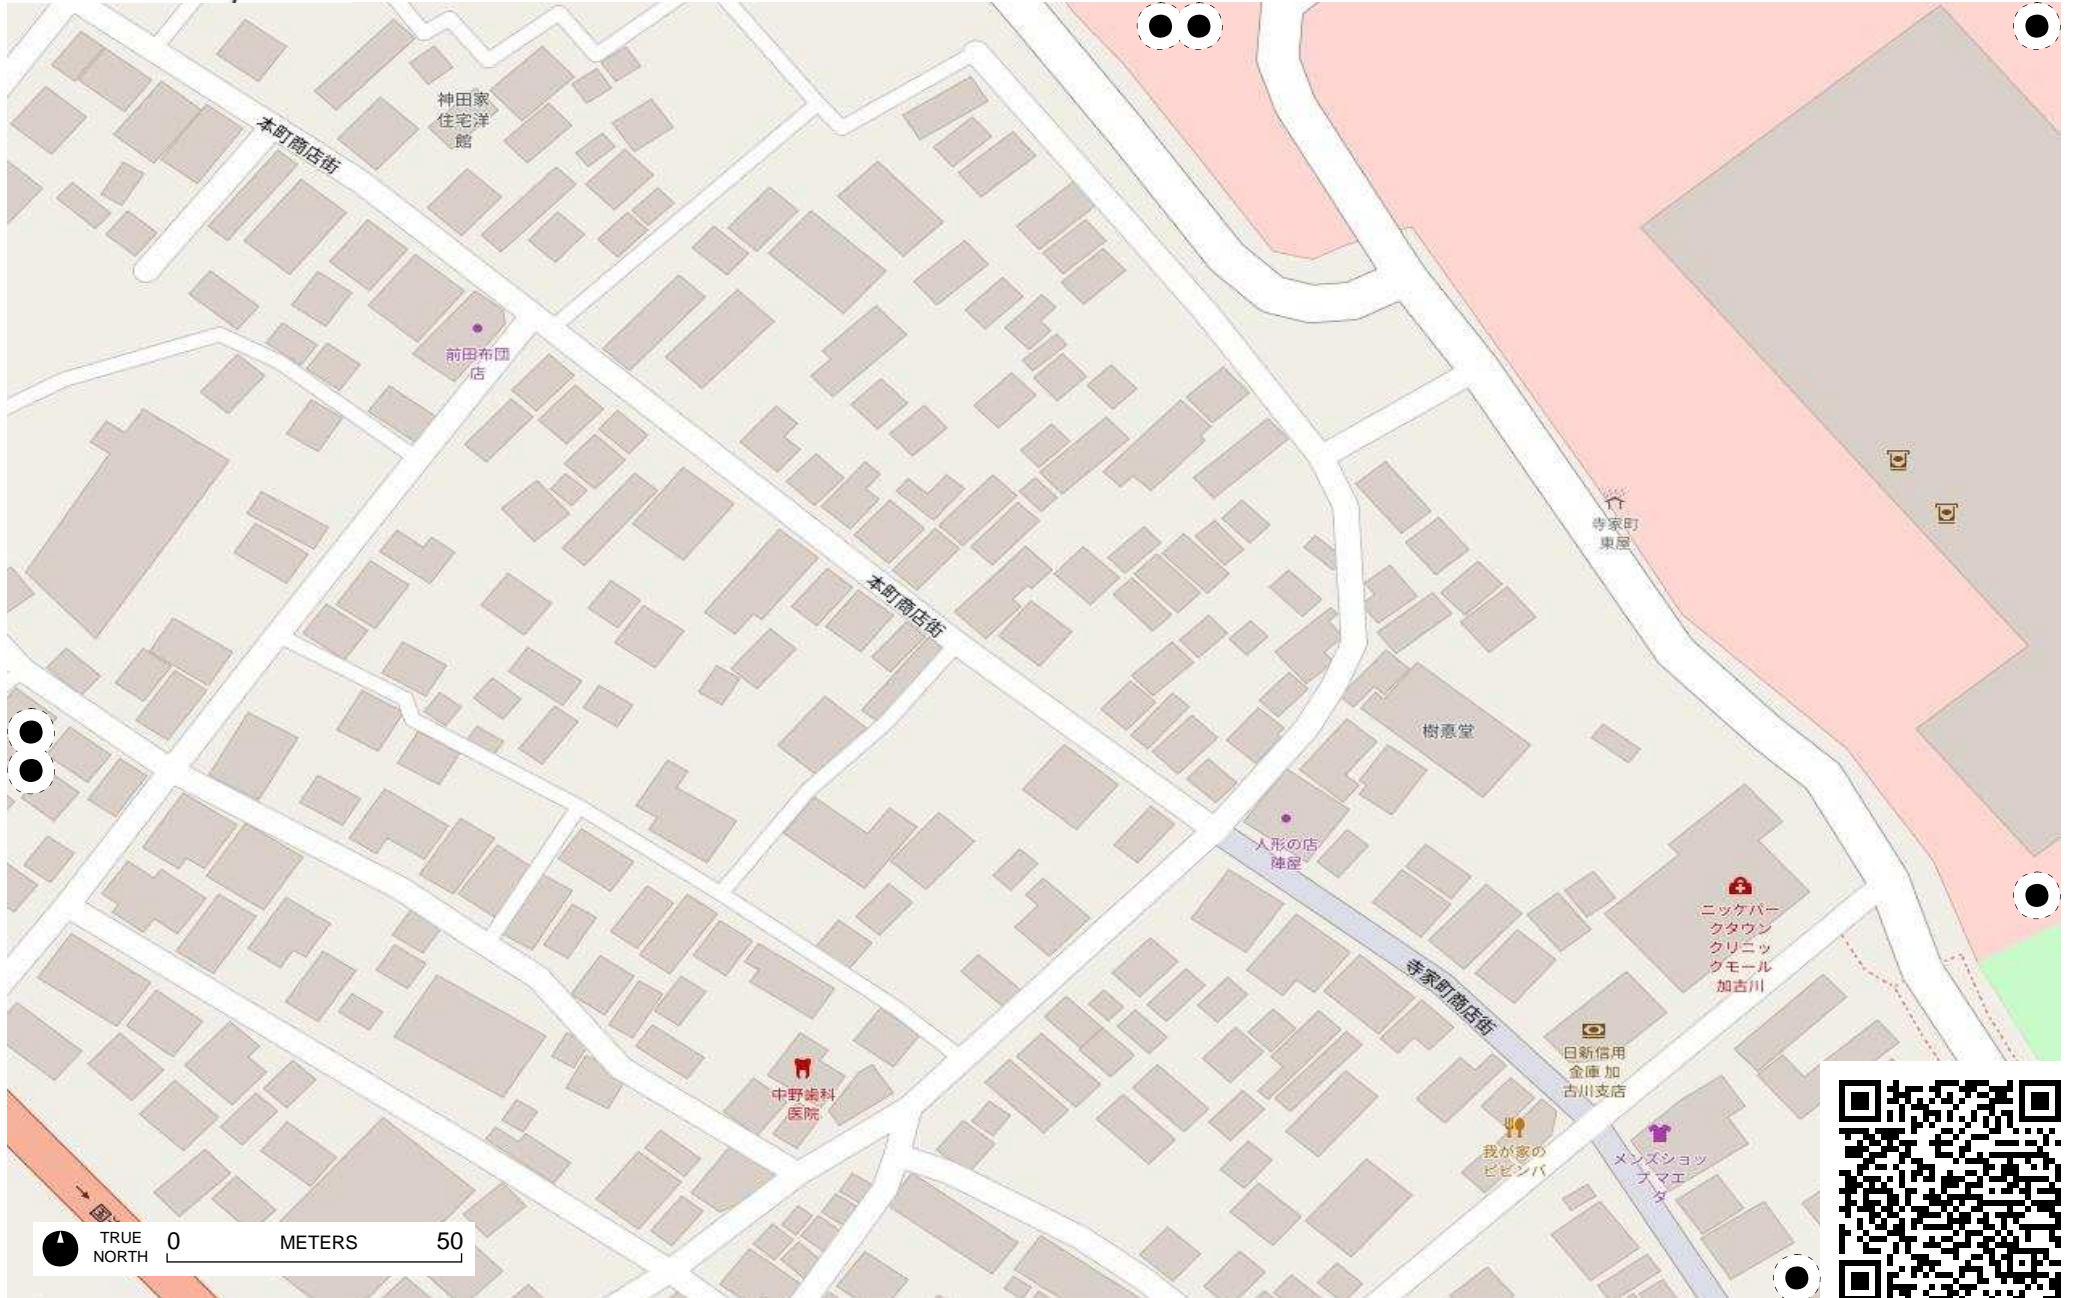 神田家
住宅洋
館
本町商店街
前田布団
店
寺家町
東屋
本町商店街
樹悳堂
人形の店
陣屋
ニッケパー
クタウン
クリニッ
クモール
加古川
寺家町商店街
日新信用
金庫 加
古川支店
中野歯科
医院
我が家の
ビビンバ
メンズショッ
プ マエ
ダ
TRUE
NORTH
0 METERS 50